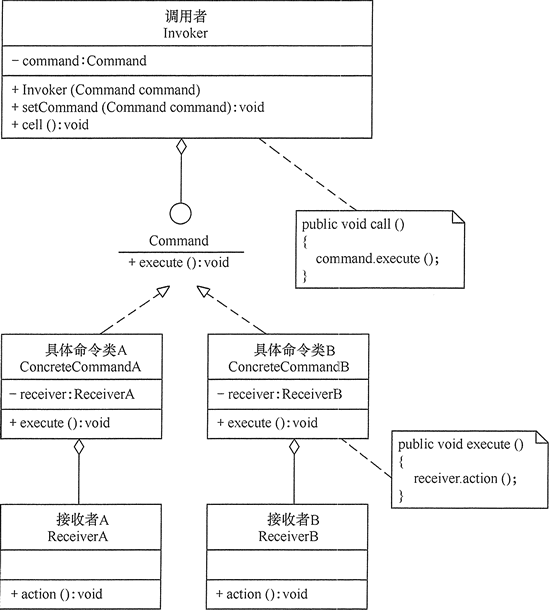 调用者
Invoker
- command:Command
+ Invoker (Command command)
+ setCommand (Command command):void
+ cell ():void
public void call ()
{
command.execute ();
}
Command
+ execute ():void
具体命令类A
ConcreteCommandA
- receiver:ReceiverA
+ execute ():void
具体命令类B
ConcreteCommandB
- receiver:ReceiverB
+ execute ():void
public void execute ()
{
receiver.action ();
}
接收者A
ReceiverA
+ action ():void
接收者B
ReceiverB
+ action ():void